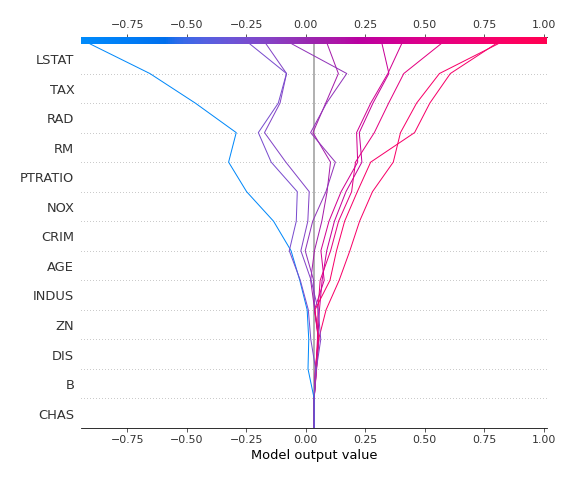 −0.75 −0.50 −0.25 0.00 0.25 0.50 0.75 1.00
LSTAT
TAX
RAD
RM
PTRATIO
NOX
CRIM
AGE
INDUS
ZN
DIS
B
CHAS
−0.75 −0.50 −0.25 0.00 0.25 0.50 0.75 1.00
Model output value